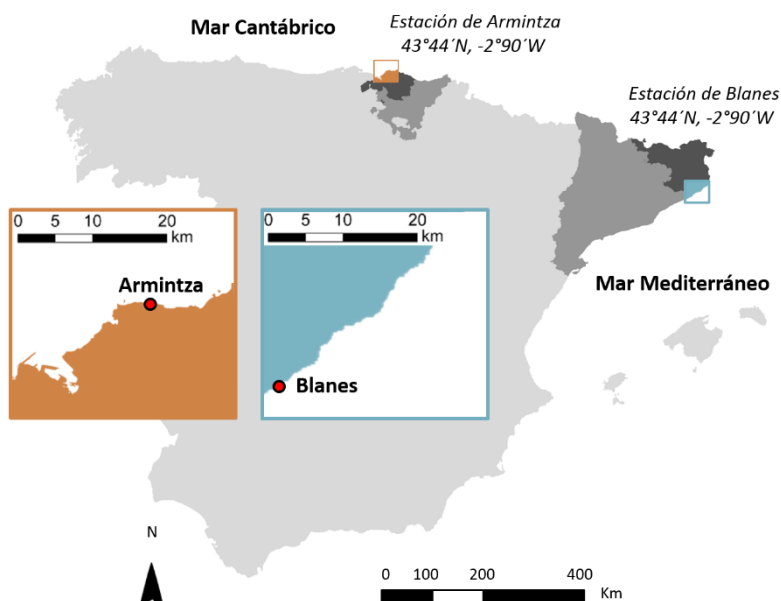 Mar Cantábrico
Estación de Armintza
43°44´N, -2°90´W
Estación de Blanes
43°44´N, -2°90´W
0 5 10 20
km
Armintza
0 5 10 20
km
Blanes
Mar Mediterráneo
N
0 100 200 400
Km